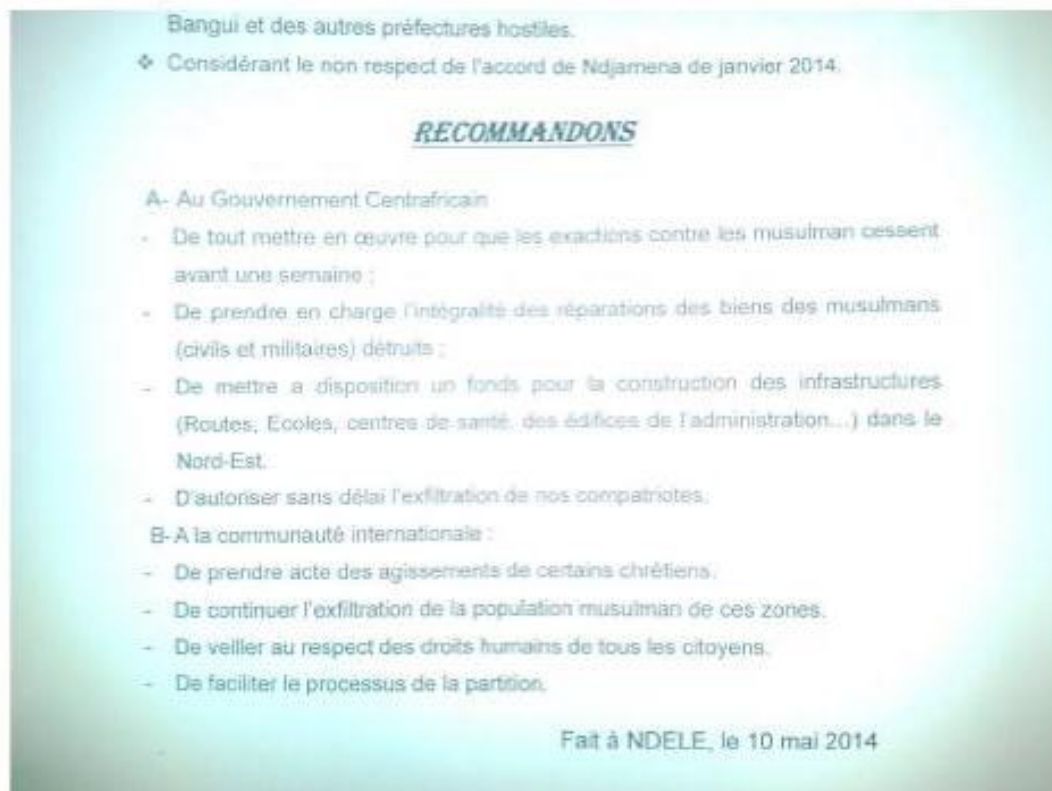 Bangui et des autres préfectures hostiles.
❖ Considérant le non respect de l'accord de Ndjamena de janvier 2014.
RECOMMANDONS
A- Au Gouvernement Centrafricain
- De tout mettre en œuvre pour que les exactions contre les musulman cessent
avant une semaine ;
- De prendre en charge l'intégralité des réparations des biens des musulmans
(civils et militaires) détruits ;
- De mettre a disposition un fonds pour la construction des infrastructures
(Routes, Ecoles, centres de santé, des édifices de l'administration...) dans le
Nord-Est.
- D'autoriser sans délai l'exfiltration de nos compatriotes.
B- A la communauté internationale :
- De prendre acte des agissements de certains chrétiens.
- De continuer l'exfiltration de la population musulman de ces zones.
- De veiller au respect des droits humains de tous les citoyens.
- De faciliter le processus de la partition.
Fait à NDELE, le 10 mai 2014